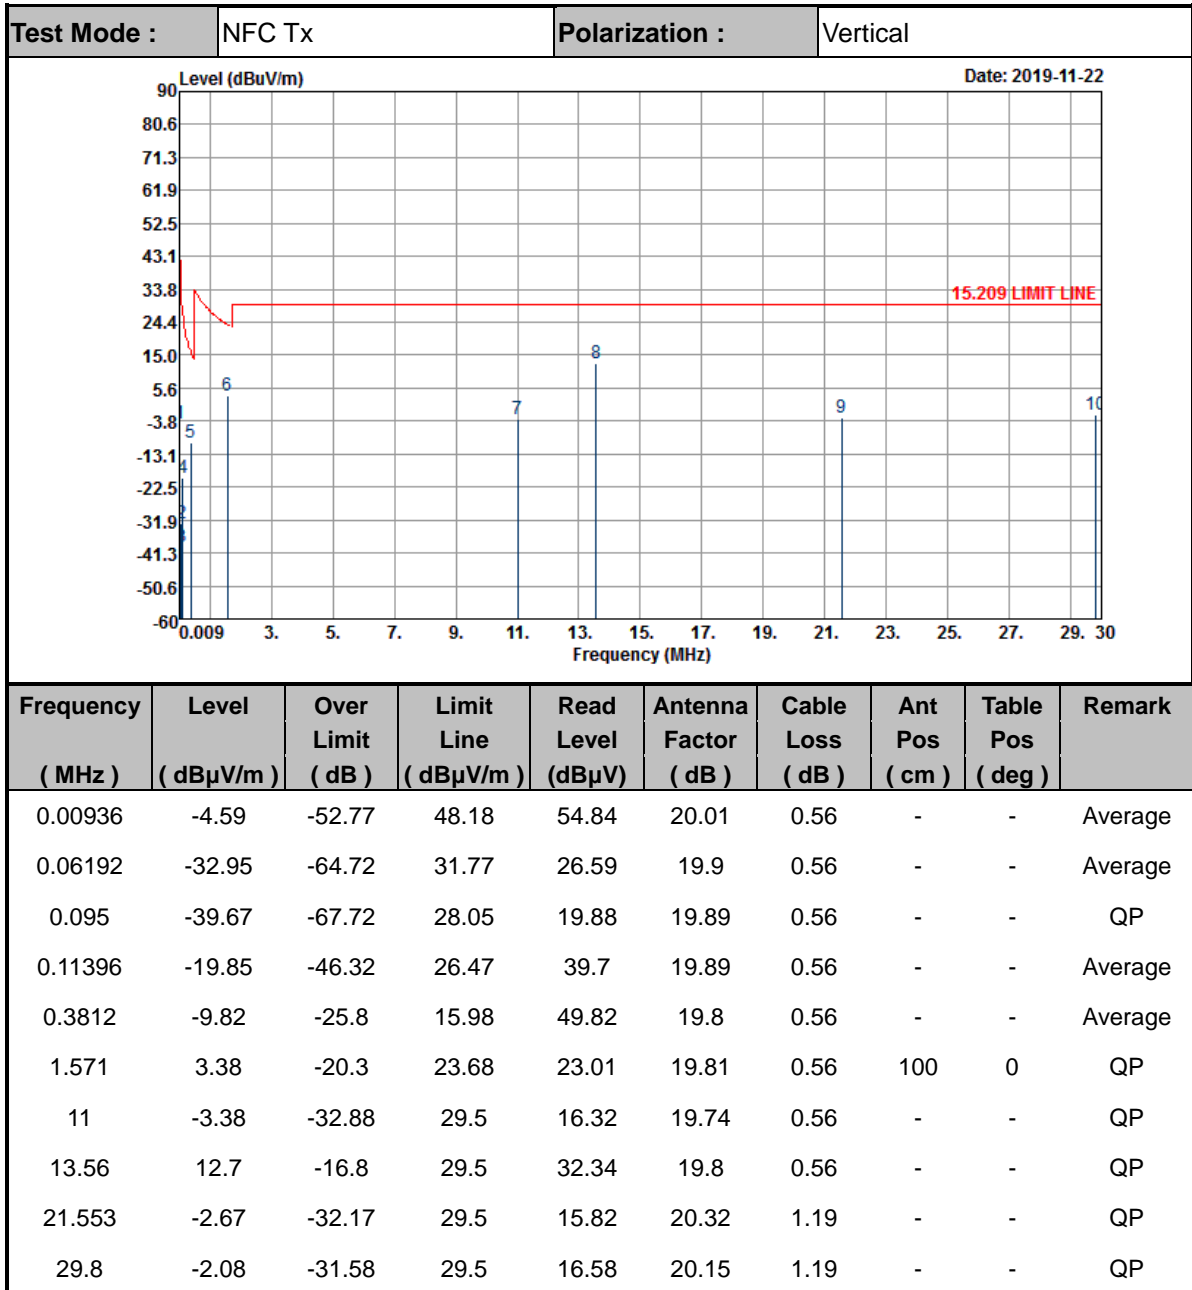 Test Mode : NFC Tx Polarization : Vertical
Level (dBuV/m) Date: 2019-11-22
90
80.6
71.3
61.9
52.5
43.1
33.8
24.4
15.0
5.6
-3.8
-13.1
-22.5
-31.9
-41.3
-50.6
-60
15.209 LIMIT LINE
1
2
3
4
5
6
7
8
9
10
0.009 3. 5. 7. 9. 11. 13. 15. 17. 19. 21. 23. 25. 27. 29. 30
Frequency (MHz)
Frequency Level Over Limit Read Antenna Cable Ant Table Remark
Limit Line Level Factor Loss Pos Pos
( MHz ) ( dBµV/m ) ( dB ) ( dBµV/m ) (dBµV) ( dB ) ( dB ) ( cm ) ( deg )
0.00936 -4.59 -52.77 48.18 54.84 20.01 0.56 - - Average
0.06192 -32.95 -64.72 31.77 26.59 19.9 0.56 - - Average
0.095 -39.67 -67.72 28.05 19.88 19.89 0.56 - - QP
0.11396 -19.85 -46.32 26.47 39.7 19.89 0.56 - - Average
0.3812 -9.82 -25.8 15.98 49.82 19.8 0.56 - - Average
1.571 3.38 -20.3 23.68 23.01 19.81 0.56 100 0 QP
11 -3.38 -32.88 29.5 16.32 19.74 0.56 - - QP
13.56 12.7 -16.8 29.5 32.34 19.8 0.56 - - QP
21.553 -2.67 -32.17 29.5 15.82 20.32 1.19 - - QP
29.8 -2.08 -31.58 29.5 16.58 20.15 1.19 - - QP